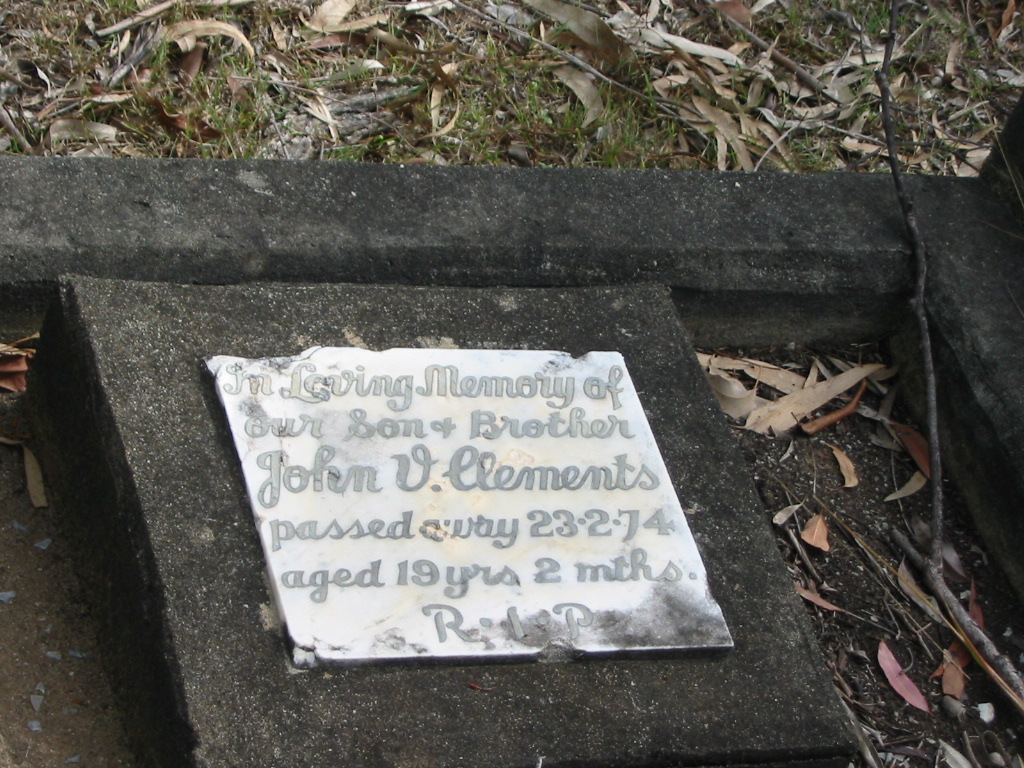 In Loving Memory of
our Son & Brother
John V. Clements
passed away 23·2·74
aged 19 yrs 2 mths.
R·I·P